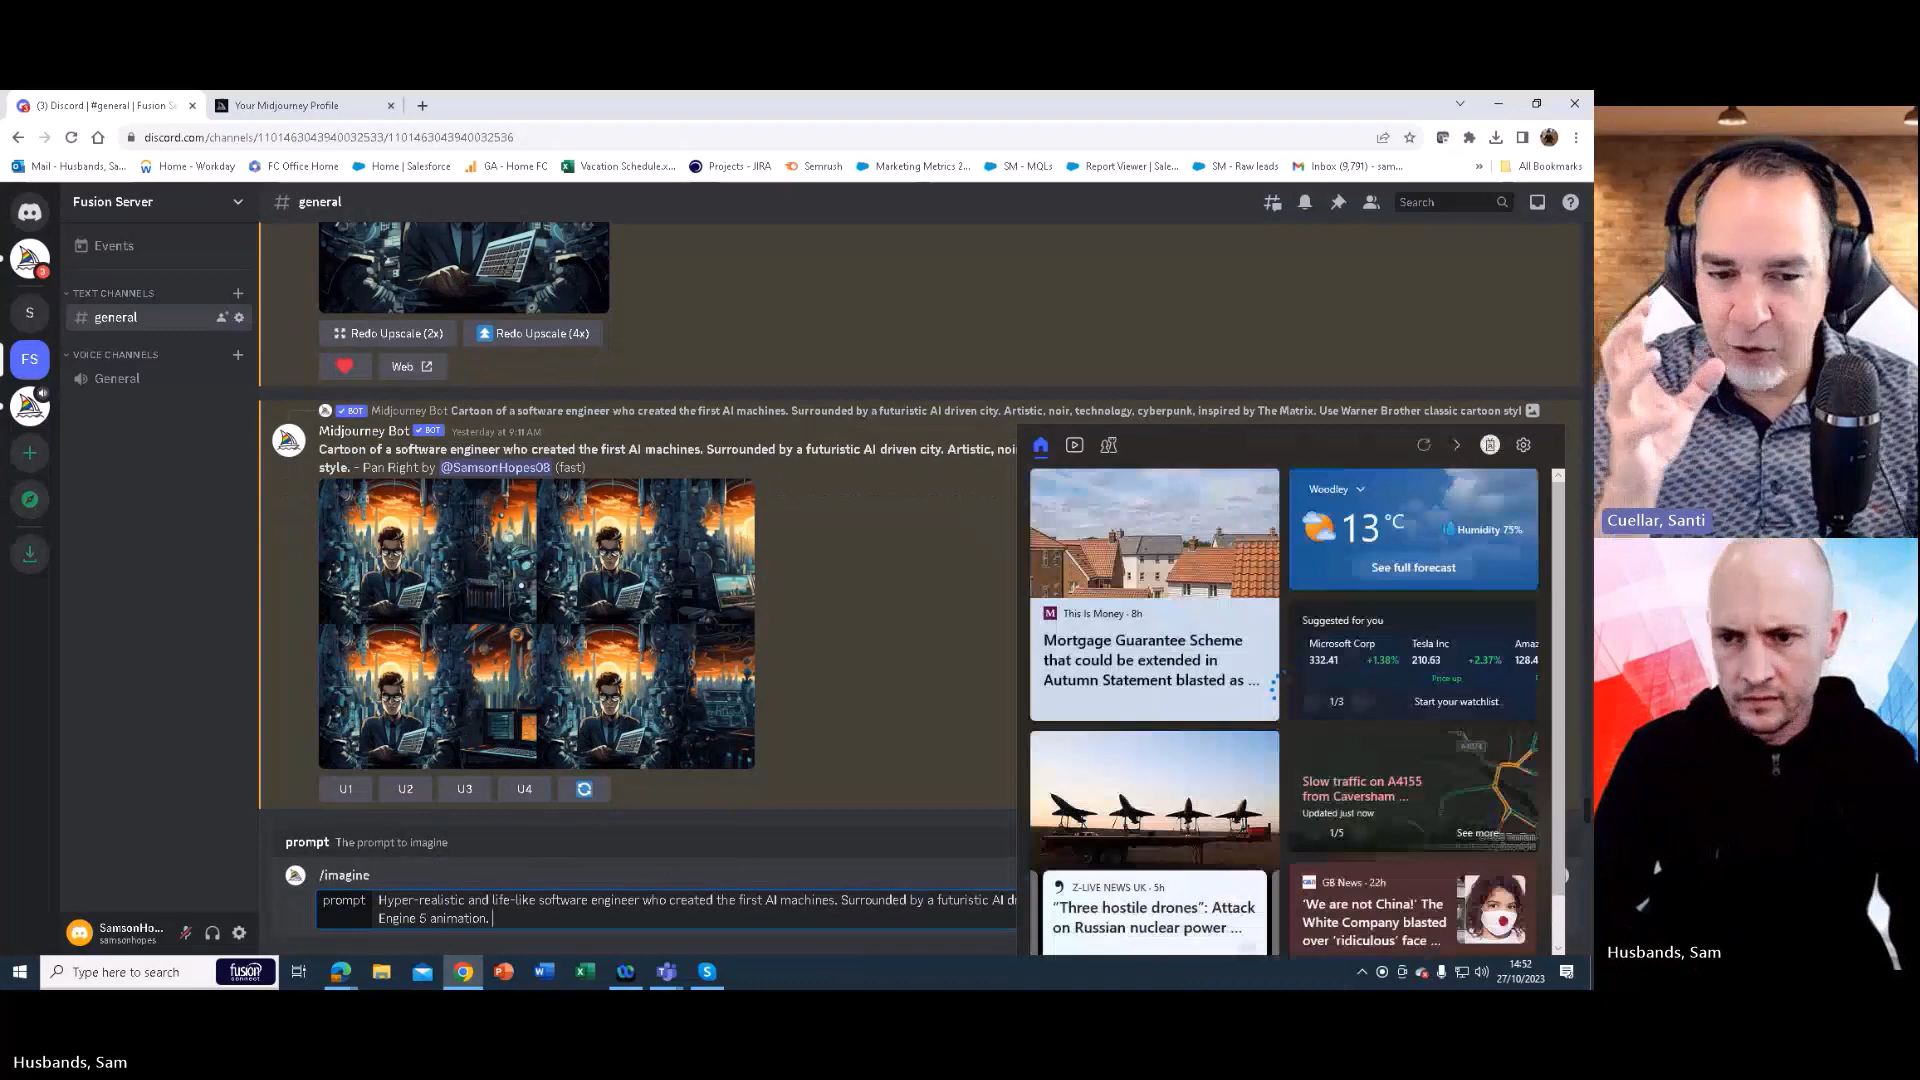 (3) Discord | #general | Fusion Se
Your Midjourney Profile
discord.com/channels/1101463043940032533/1101463043940032536
Mail - Husbands, Sa...
Home - Workday
FC Office Home
Home | Salesforce
GA - Home FC
Vacation Schedule.x...
Projects - JIRA
Semrush
Marketing Metrics 2...
SM - MQLs
Report Viewer | Sale...
SM - Raw leads
Inbox (9,791) - sam...
»
All Bookmarks
Fusion Server
# general
Search
Events
TEXT CHANNELS
# general
VOICE CHANNELS
General
3
S
FS
Redo Upscale (2x)
Redo Upscale (4x)
Web
BOT Midjourney Bot Cartoon of a software engineer who created the first AI machines. Surrounded by a futuristic AI driven city. Artistic, noir, technology, cyberpunk, inspired by The Matrix. Use Warner Brother classic cartoon styl
Midjourney Bot BOT Yesterday at 9:11 AM
Cartoon of a software engineer who created the first AI machines. Surrounded by a futuristic AI driven city. Artistic, noi
style. - Pan Right by @SamsonHopes08 (fast)
U1
U2
U3
U4
prompt The prompt to imagine
/imagine
prompt Hyper-realistic and life-like software engineer who created the first AI machines. Surrounded by a futuristic AI dr
Engine 5 animation.
SamsonHo...
samsonhopes
This Is Money · 8h
Mortgage Guarantee Scheme
that could be extended in
Autumn Statement blasted as ...
Woodley
13 °C
Humidity 75%
See full forecast
Suggested for you
Microsoft Corp
332.41 +1.38%
Tesla Inc
210.63 +2.37%
Price up
Amaz
128.4
1/3
Start your watchlist
Slow traffic on A4155
from Caversham ...
Updated just now
1/5
See more
Z-LIVE NEWS UK · 5h
“Three hostile drones”: Attack
on Russian nuclear power ...
GB News · 22h
'We are not China!' The
White Company blasted
over 'ridiculous' face ...
Type here to search
fusion
connect
14:52
27/10/2023
Cuellar, Santi
Husbands, Sam
Husbands, Sam